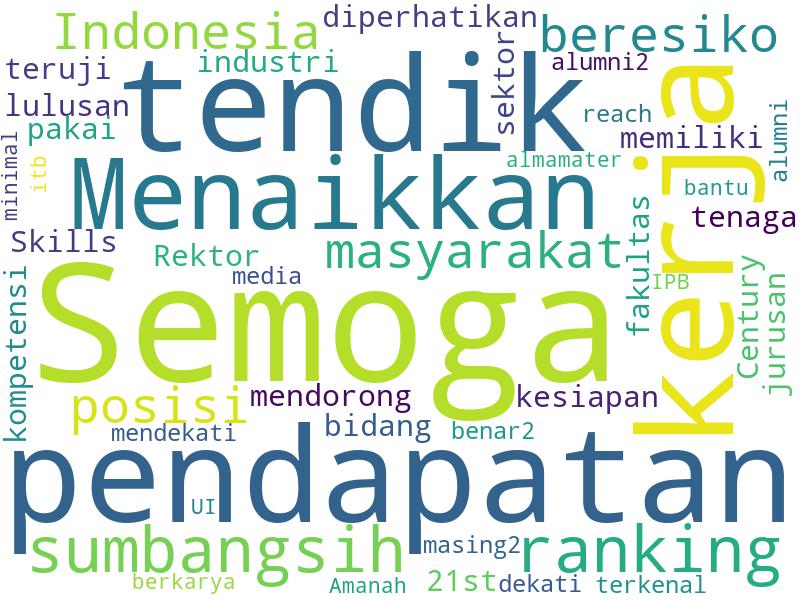 Indonesia
diperhatikan
beresiko
teruji
industri
sektor
alumni2
tendik
lulusan
pakai
reach
memiliki
kerja
alumni
minimal
itb
Menaikkan
almamater
bantu
tenaga
Skills
Rektor
masyarakat
fakultas
media
IPB
Century
jurusan
kompetensi
Semoga
posisi
mendorong
kesiapan
mendekati
bidang
benar2
pendapatan
UI
sumbangsih
masing2
ranking
berkarya
Amanah
21st
dekati
terkenal